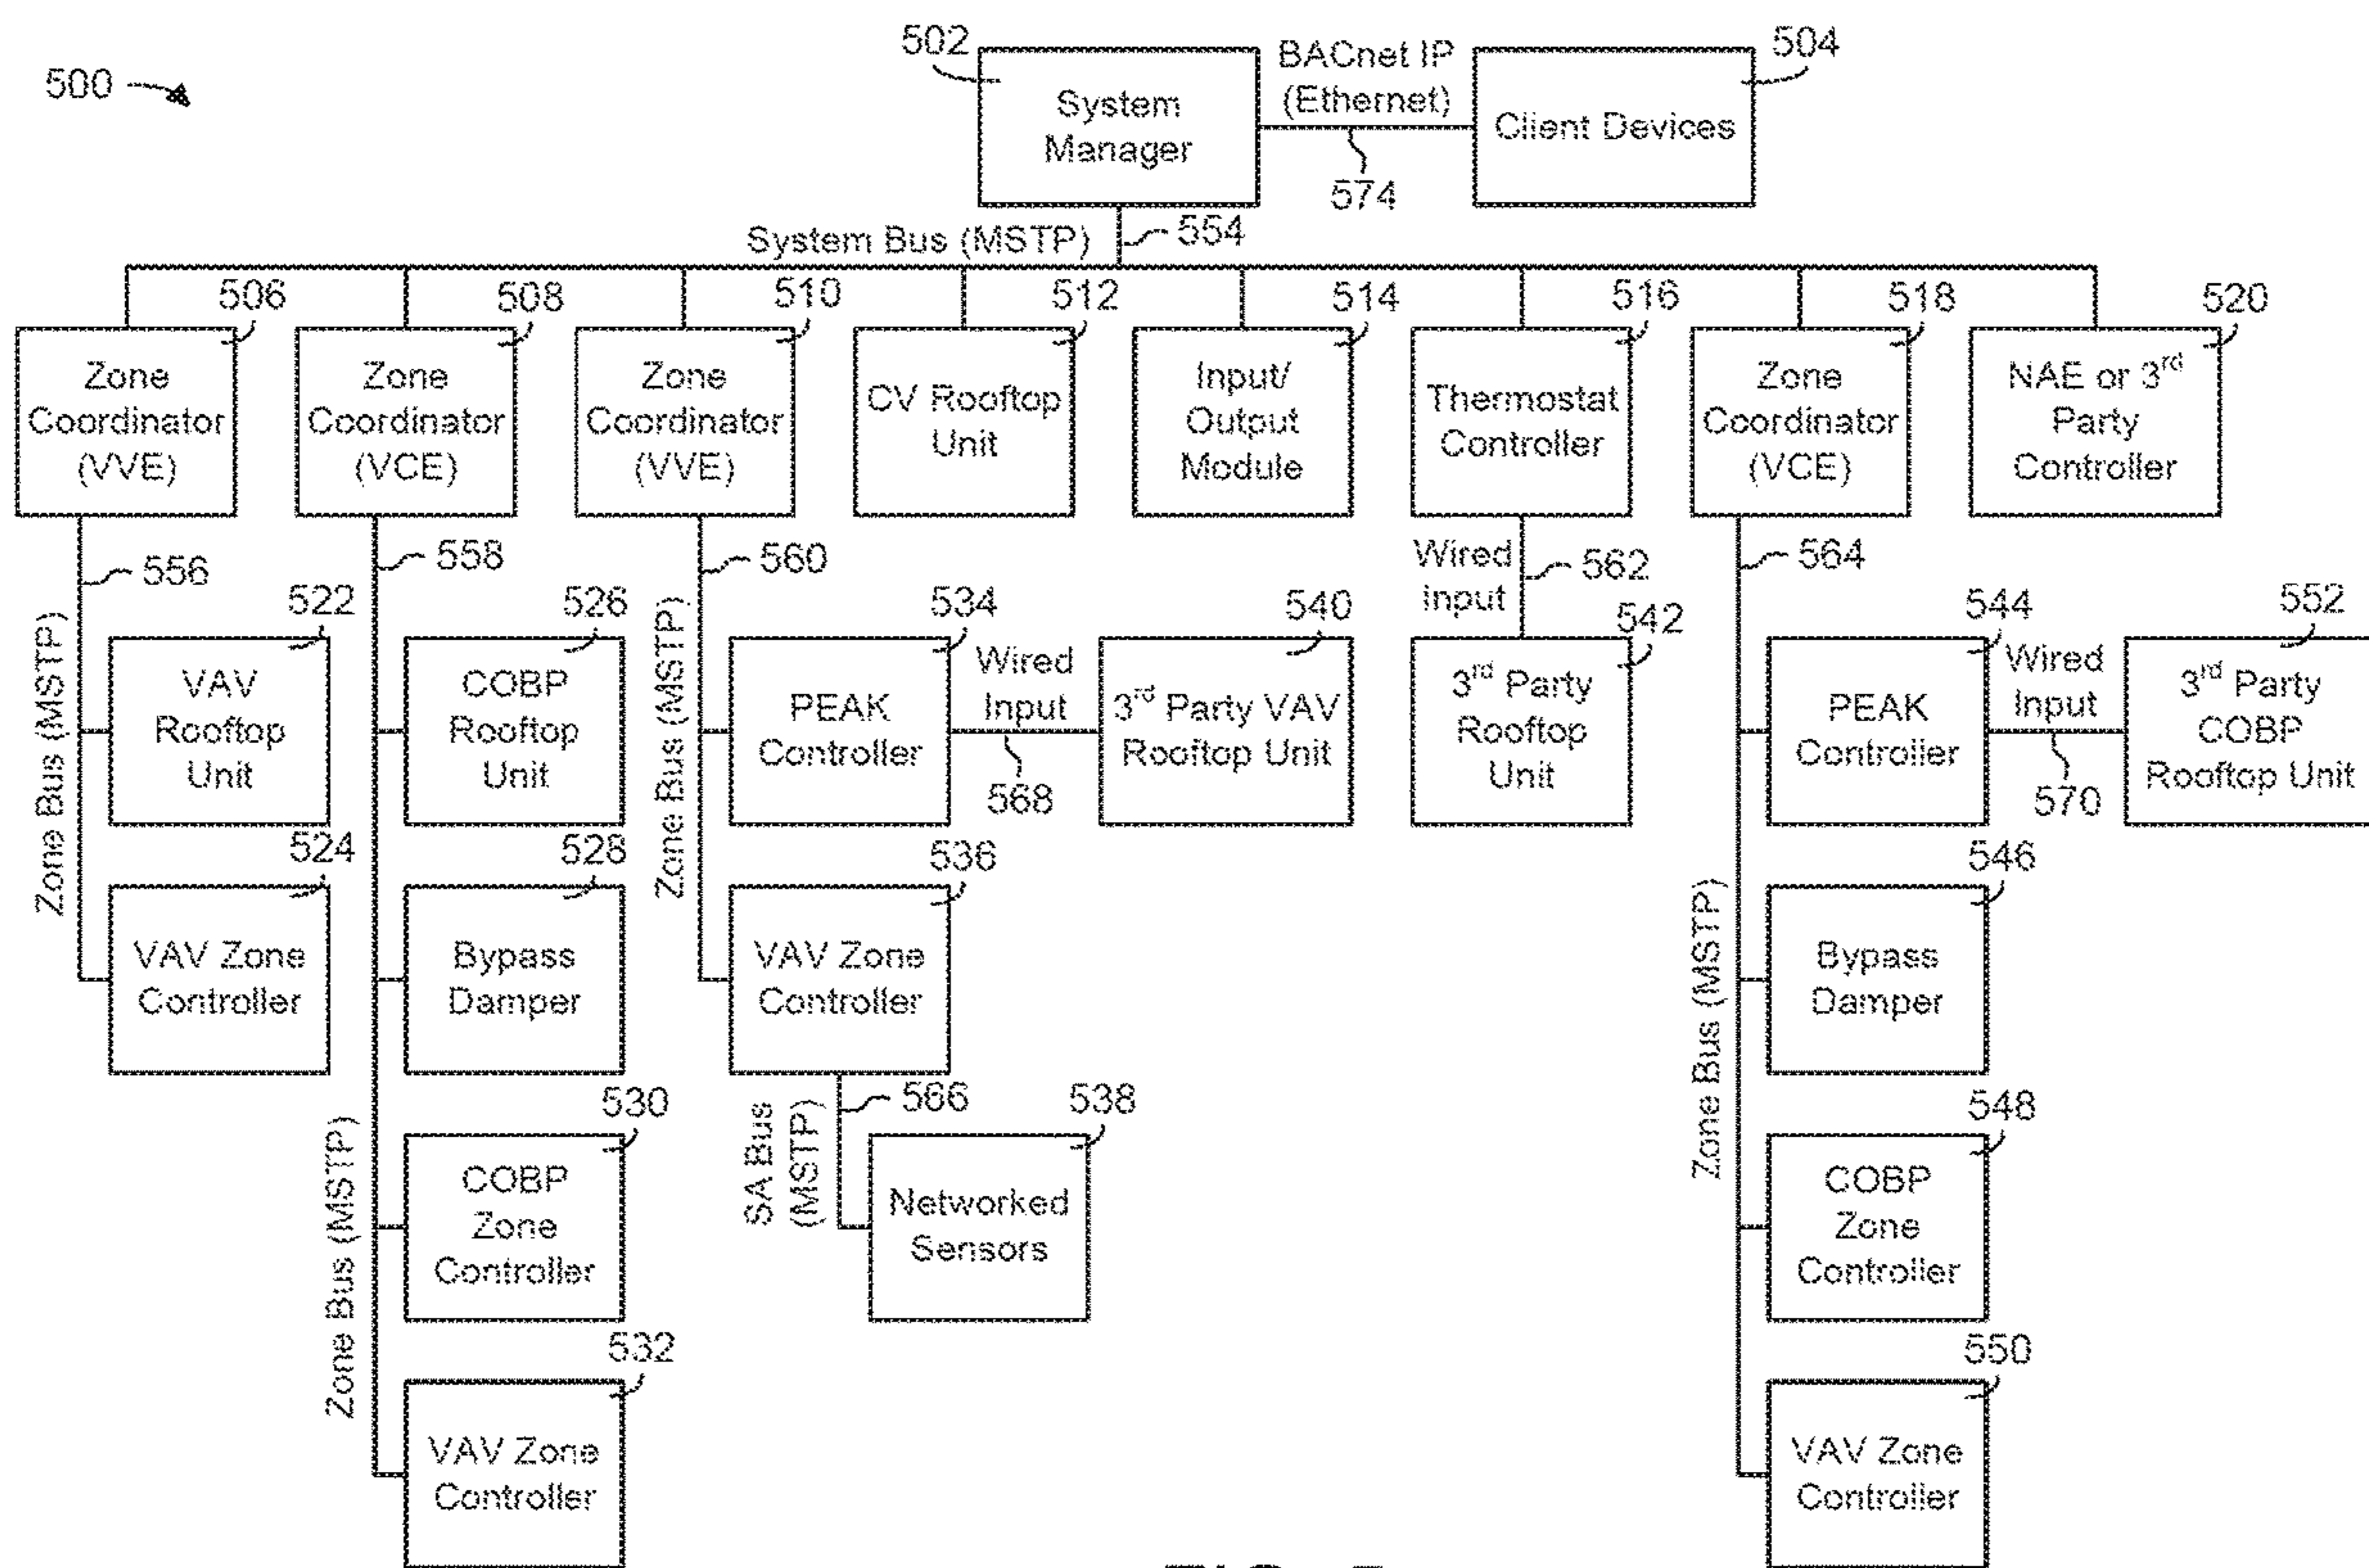 500
502
System
Manager
BACnet IP
(Ethernet)
574
504
Client Devices
System Bus (MSTP)
554
506
Zone
Coordinator
(VVE)
508
Zone
Coordinator
(VCE)
510
Zone
Coordinator
(VVE)
512
CV Rooftop
Unit
514
Input/
Output
Module
516
Thermostat
Controller
518
Zone
Coordinator
(VCE)
520
NAE or 3rd
Party
Controller
556
Zone Bus (MSTP)
522
VAV
Rooftop
Unit
524
VAV Zone
Controller
558
Zone Bus (MSTP)
526
COBP
Rooftop
Unit
528
Bypass
Damper
530
COBP
Zone
Controller
532
VAV Zone
Controller
560
Zone Bus (MSTP)
534
PEAK
Controller
Wired
Input
568
540
3rd Party VAV
Rooftop Unit
536
VAV Zone
Controller
566
SA Bus
(MSTP)
538
Networked
Sensors
Wired
Input
562
542
3rd Party
Rooftop
Unit
564
Zone Bus (MSTP)
544
PEAK
Controller
Wired
Input
570
552
3rd Party
COBP
Rooftop Unit
546
Bypass
Damper
548
COBP
Zone
Controller
550
VAV Zone
Controller